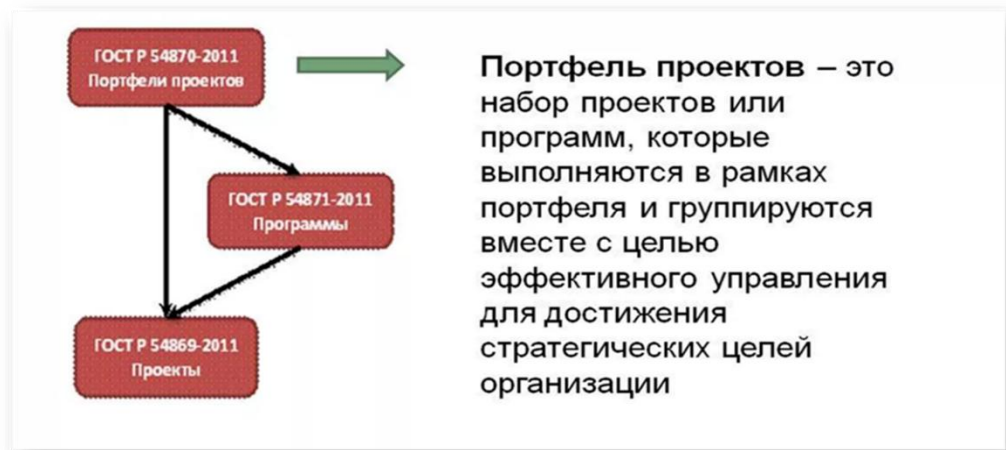 ГОСТ Р 54870-2011
Портфели проектов
ГОСТ Р 54871-2011
Программы
ГОСТ Р 54869-2011
Проекты
Портфель проектов – это
набор проектов или
программ, которые
выполняются в рамках
портфеля и группируются
вместе с целью
эффективного управления
для достижения
стратегических целей
организации